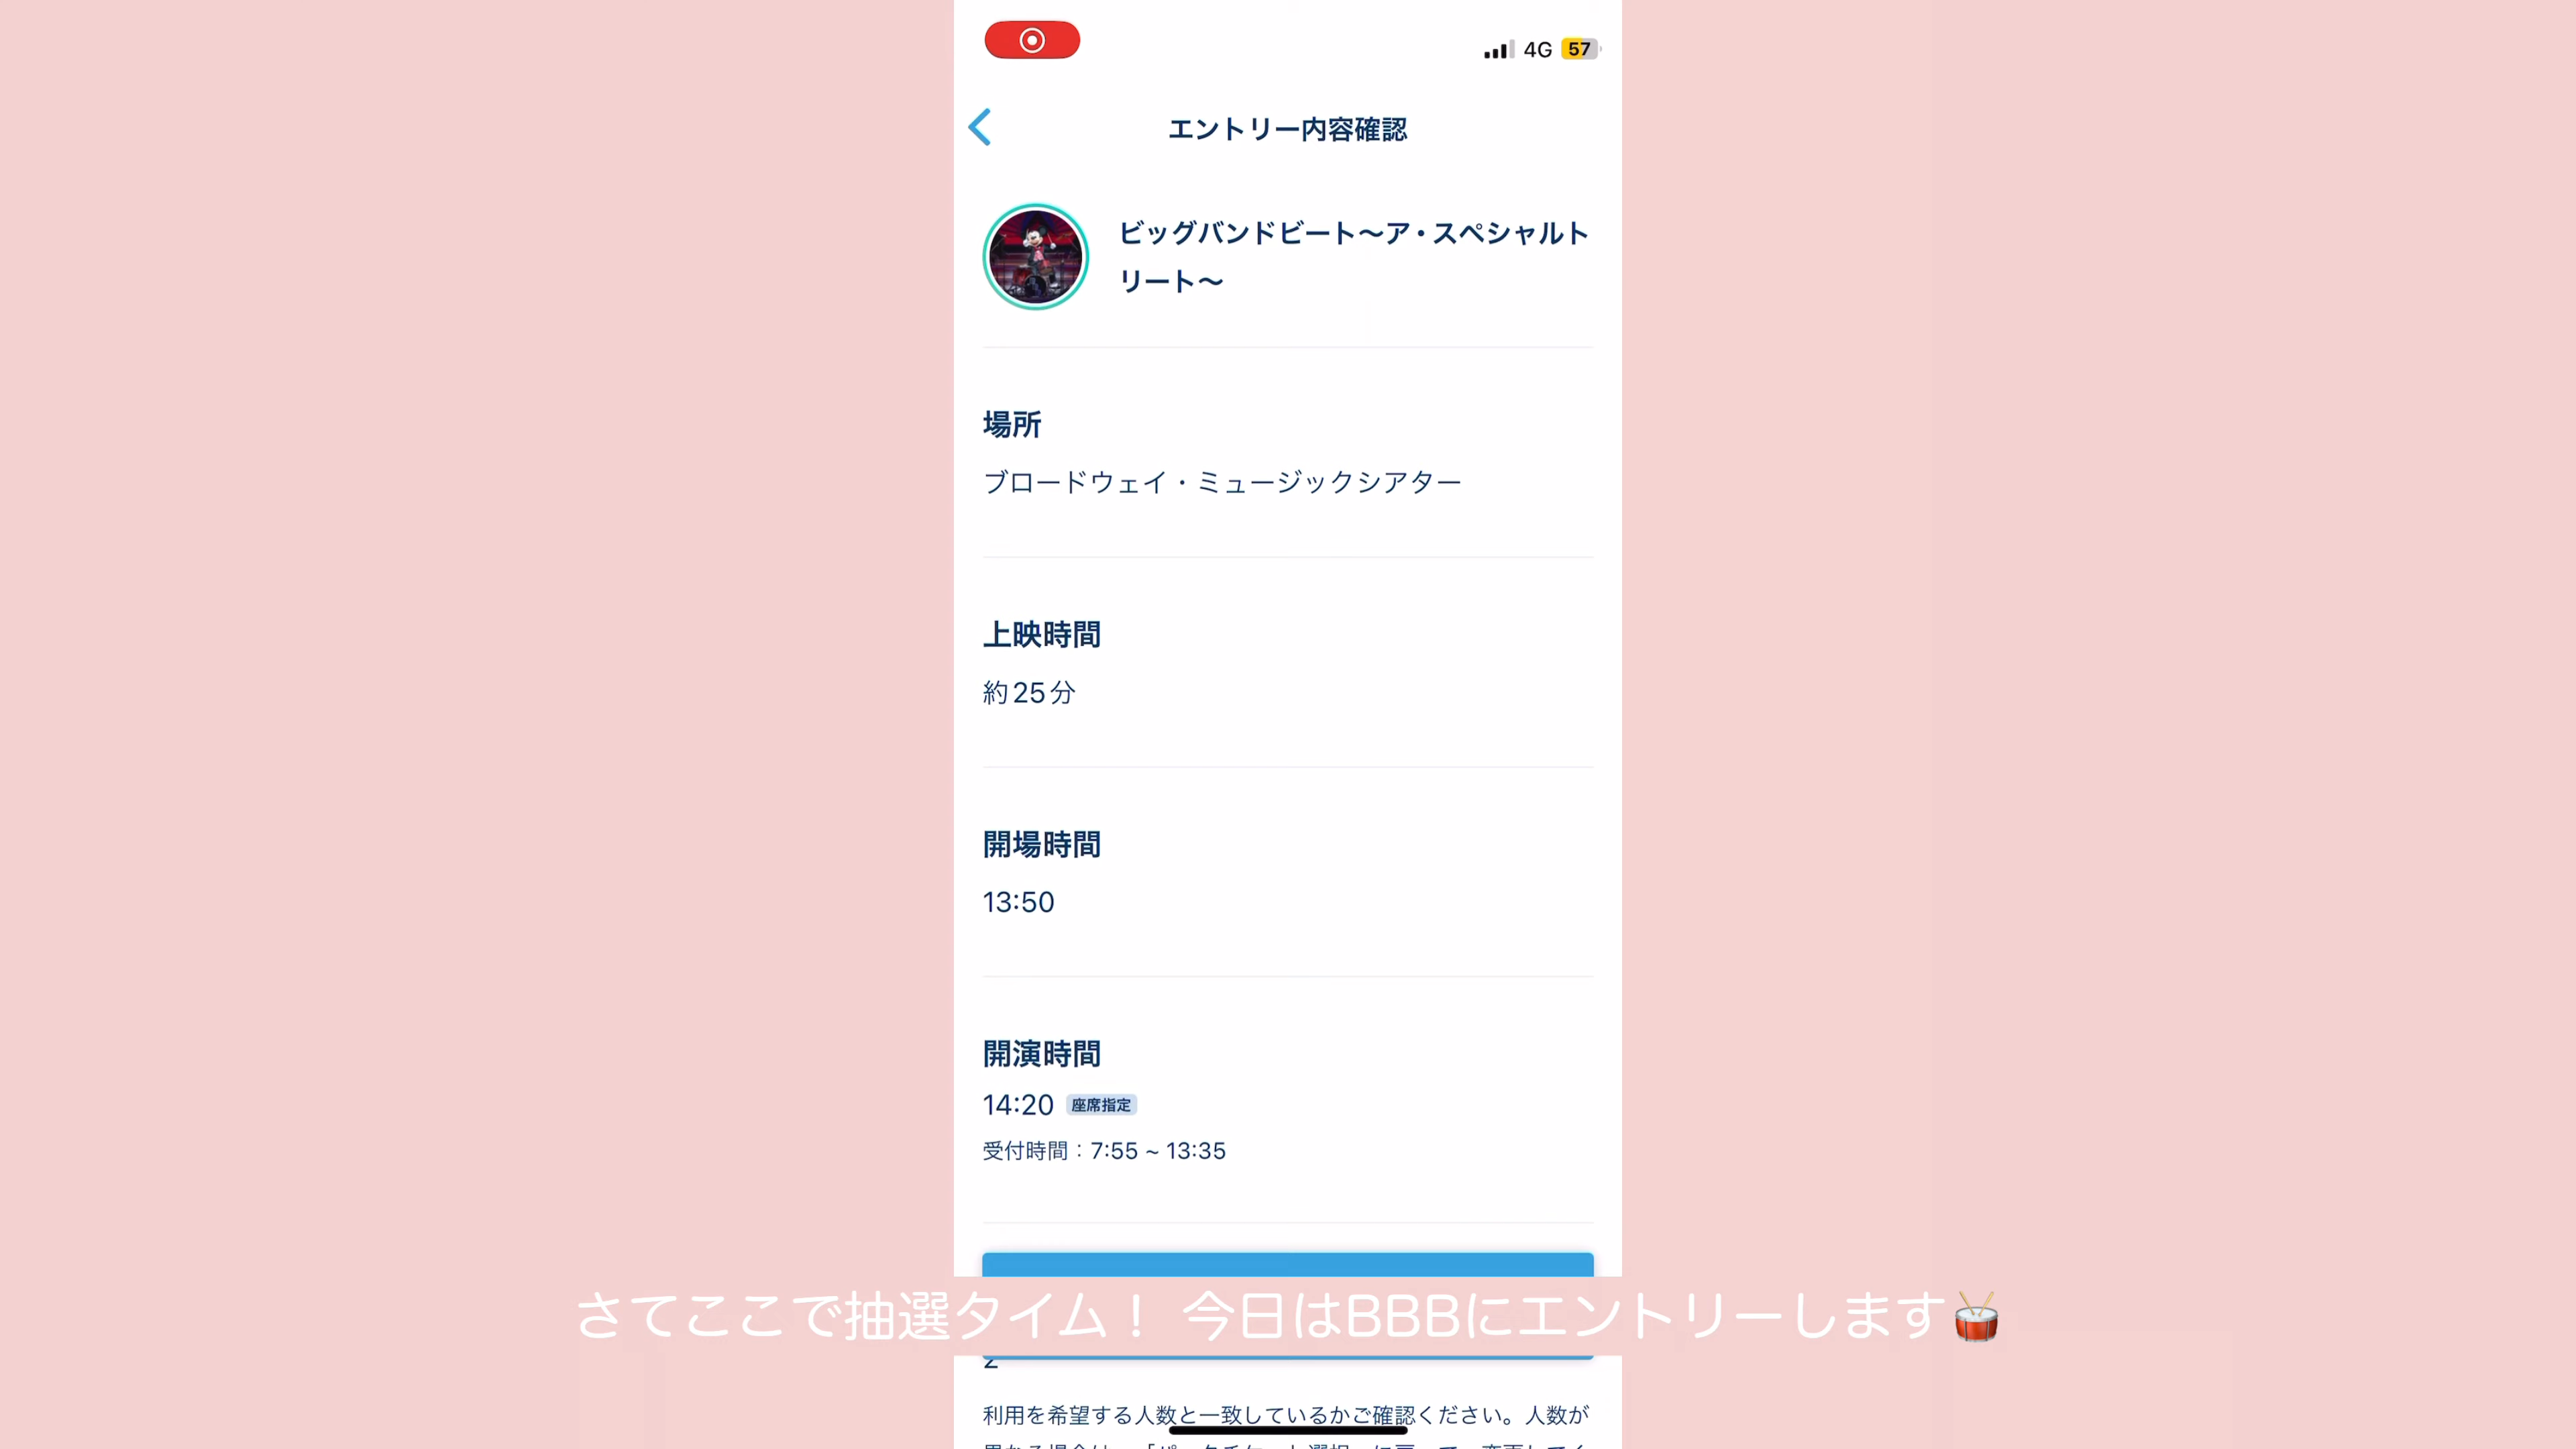 4G 57
エントリー内容確認
ビッグバンドビート～ア・スペシャルト
リート～
場所
ブロードウェイ・ミュージックシアター
上映時間
約25分
開場時間
13:50
開演時間
14:20 座席指定
受付時間：7:55 ~ 13:35
さてここで抽選タイム！ 今日はBBBにエントリーします🥁
利用を希望する人数と一致しているかご確認ください。人数が